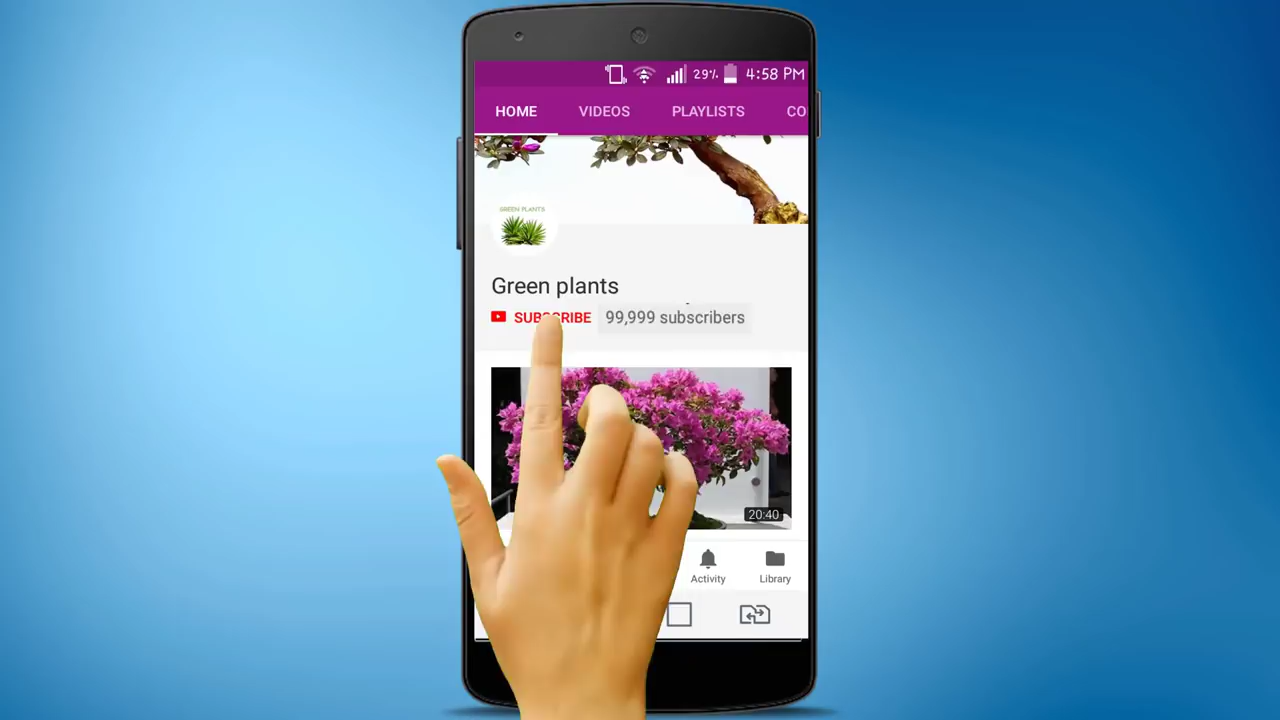 29% 4:58 PM
HOME VIDEOS PLAYLISTS CO
GREEN PLANTS
Green plants
SUBSCRIBE 99,999 subscribers
20:40
Activity Library